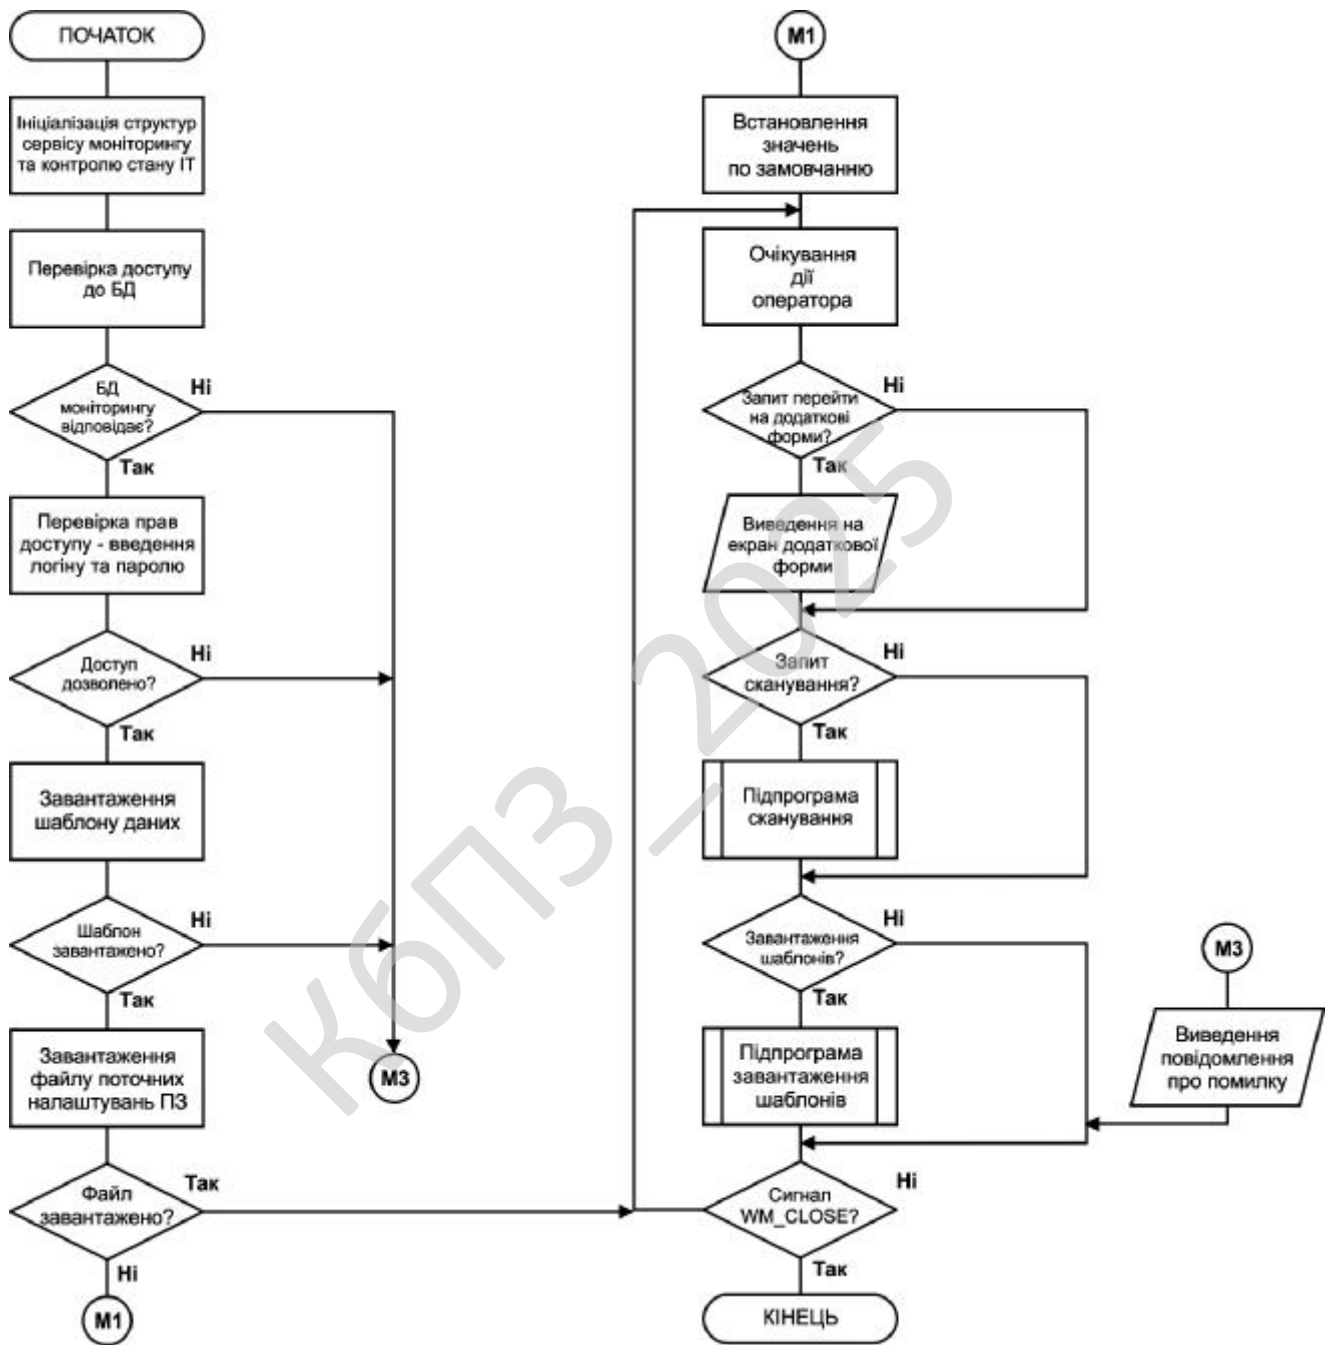 ПОЧАТОК
Ініціалізація структур
сервісу моніторингу
та контролю стану ІТ
Перевірка доступу
до БД
БД
моніторингу
відповідає?
Ні
Так
Перевірка прав
доступу - введення
логіну та паролю
Доступ
дозволено?
Ні
Так
Завантаження
шаблону даних
Шаблон
завантажено?
Ні
Так
Завантаження
файлу поточних
налаштувань ПЗ
Файл
завантажено?
Так
Ні
М1
М3
М1
Встановлення
значень
по замовчанню
Очікування
дії
оператора
Запит перейти
на додаткові
форми?
Ні
Так
Виведення на
екран додаткової
форми
Запит
сканування?
Ні
Так
Підпрограма
сканування
Завантаження
шаблонів?
Ні
Так
Підпрограма
завантаження
шаблонів
М3
Виведення
повідомлення
про помилку
Сигнал
WM_CLOSE?
Ні
Так
КІНЕЦЬ
КбПЗ_2025